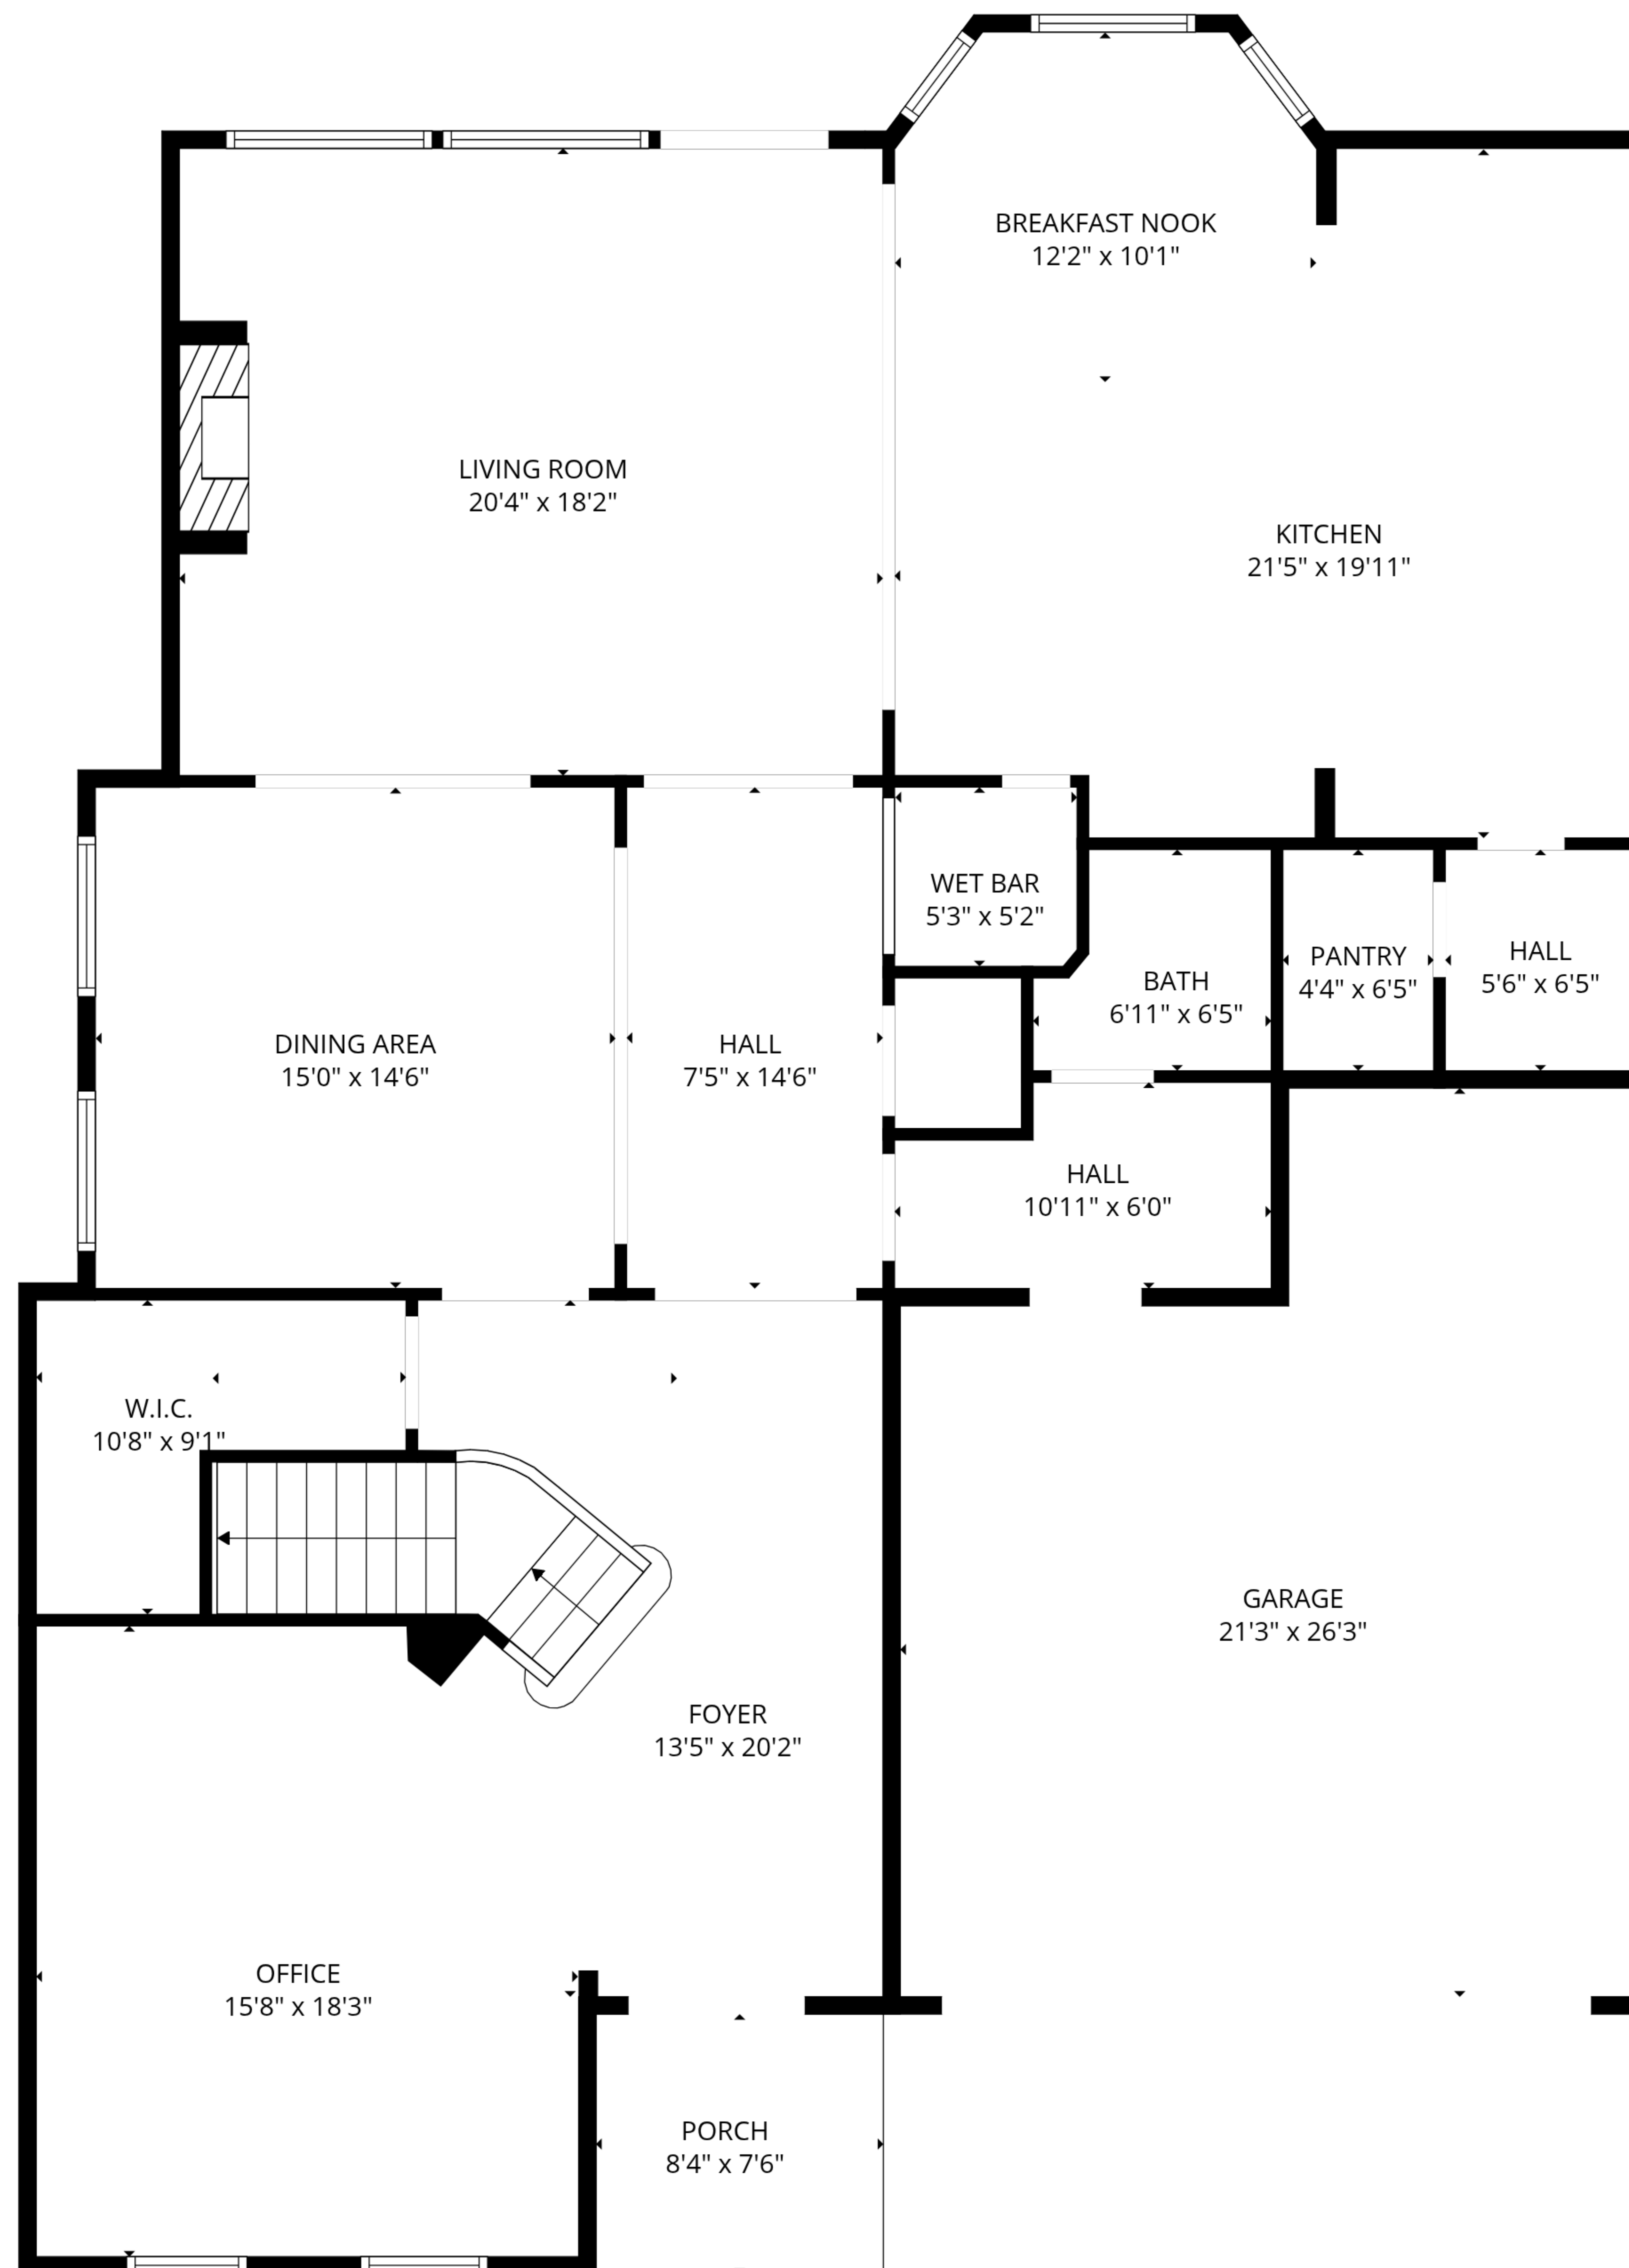 BREAKFAST NOOK
12'2" x 10'1"
LIVING ROOM
20'4" x 18'2"
KITCHEN
21'5" x 19'11"
WET BAR
5'3" x 5'2"
BATH
6'11" x 6'5"
PANTRY
4'4" x 6'5"
HALL
5'6" x 6'5"
DINING AREA
15'0" x 14'6"
HALL
7'5" x 14'6"
HALL
10'11" x 6'0"
W.I.C.
10'8" x 9'1"
GARAGE
21'3" x 26'3"
FOYER
13'5" x 20'2"
OFFICE
15'8" x 18'3"
PORCH
8'4" x 7'6"